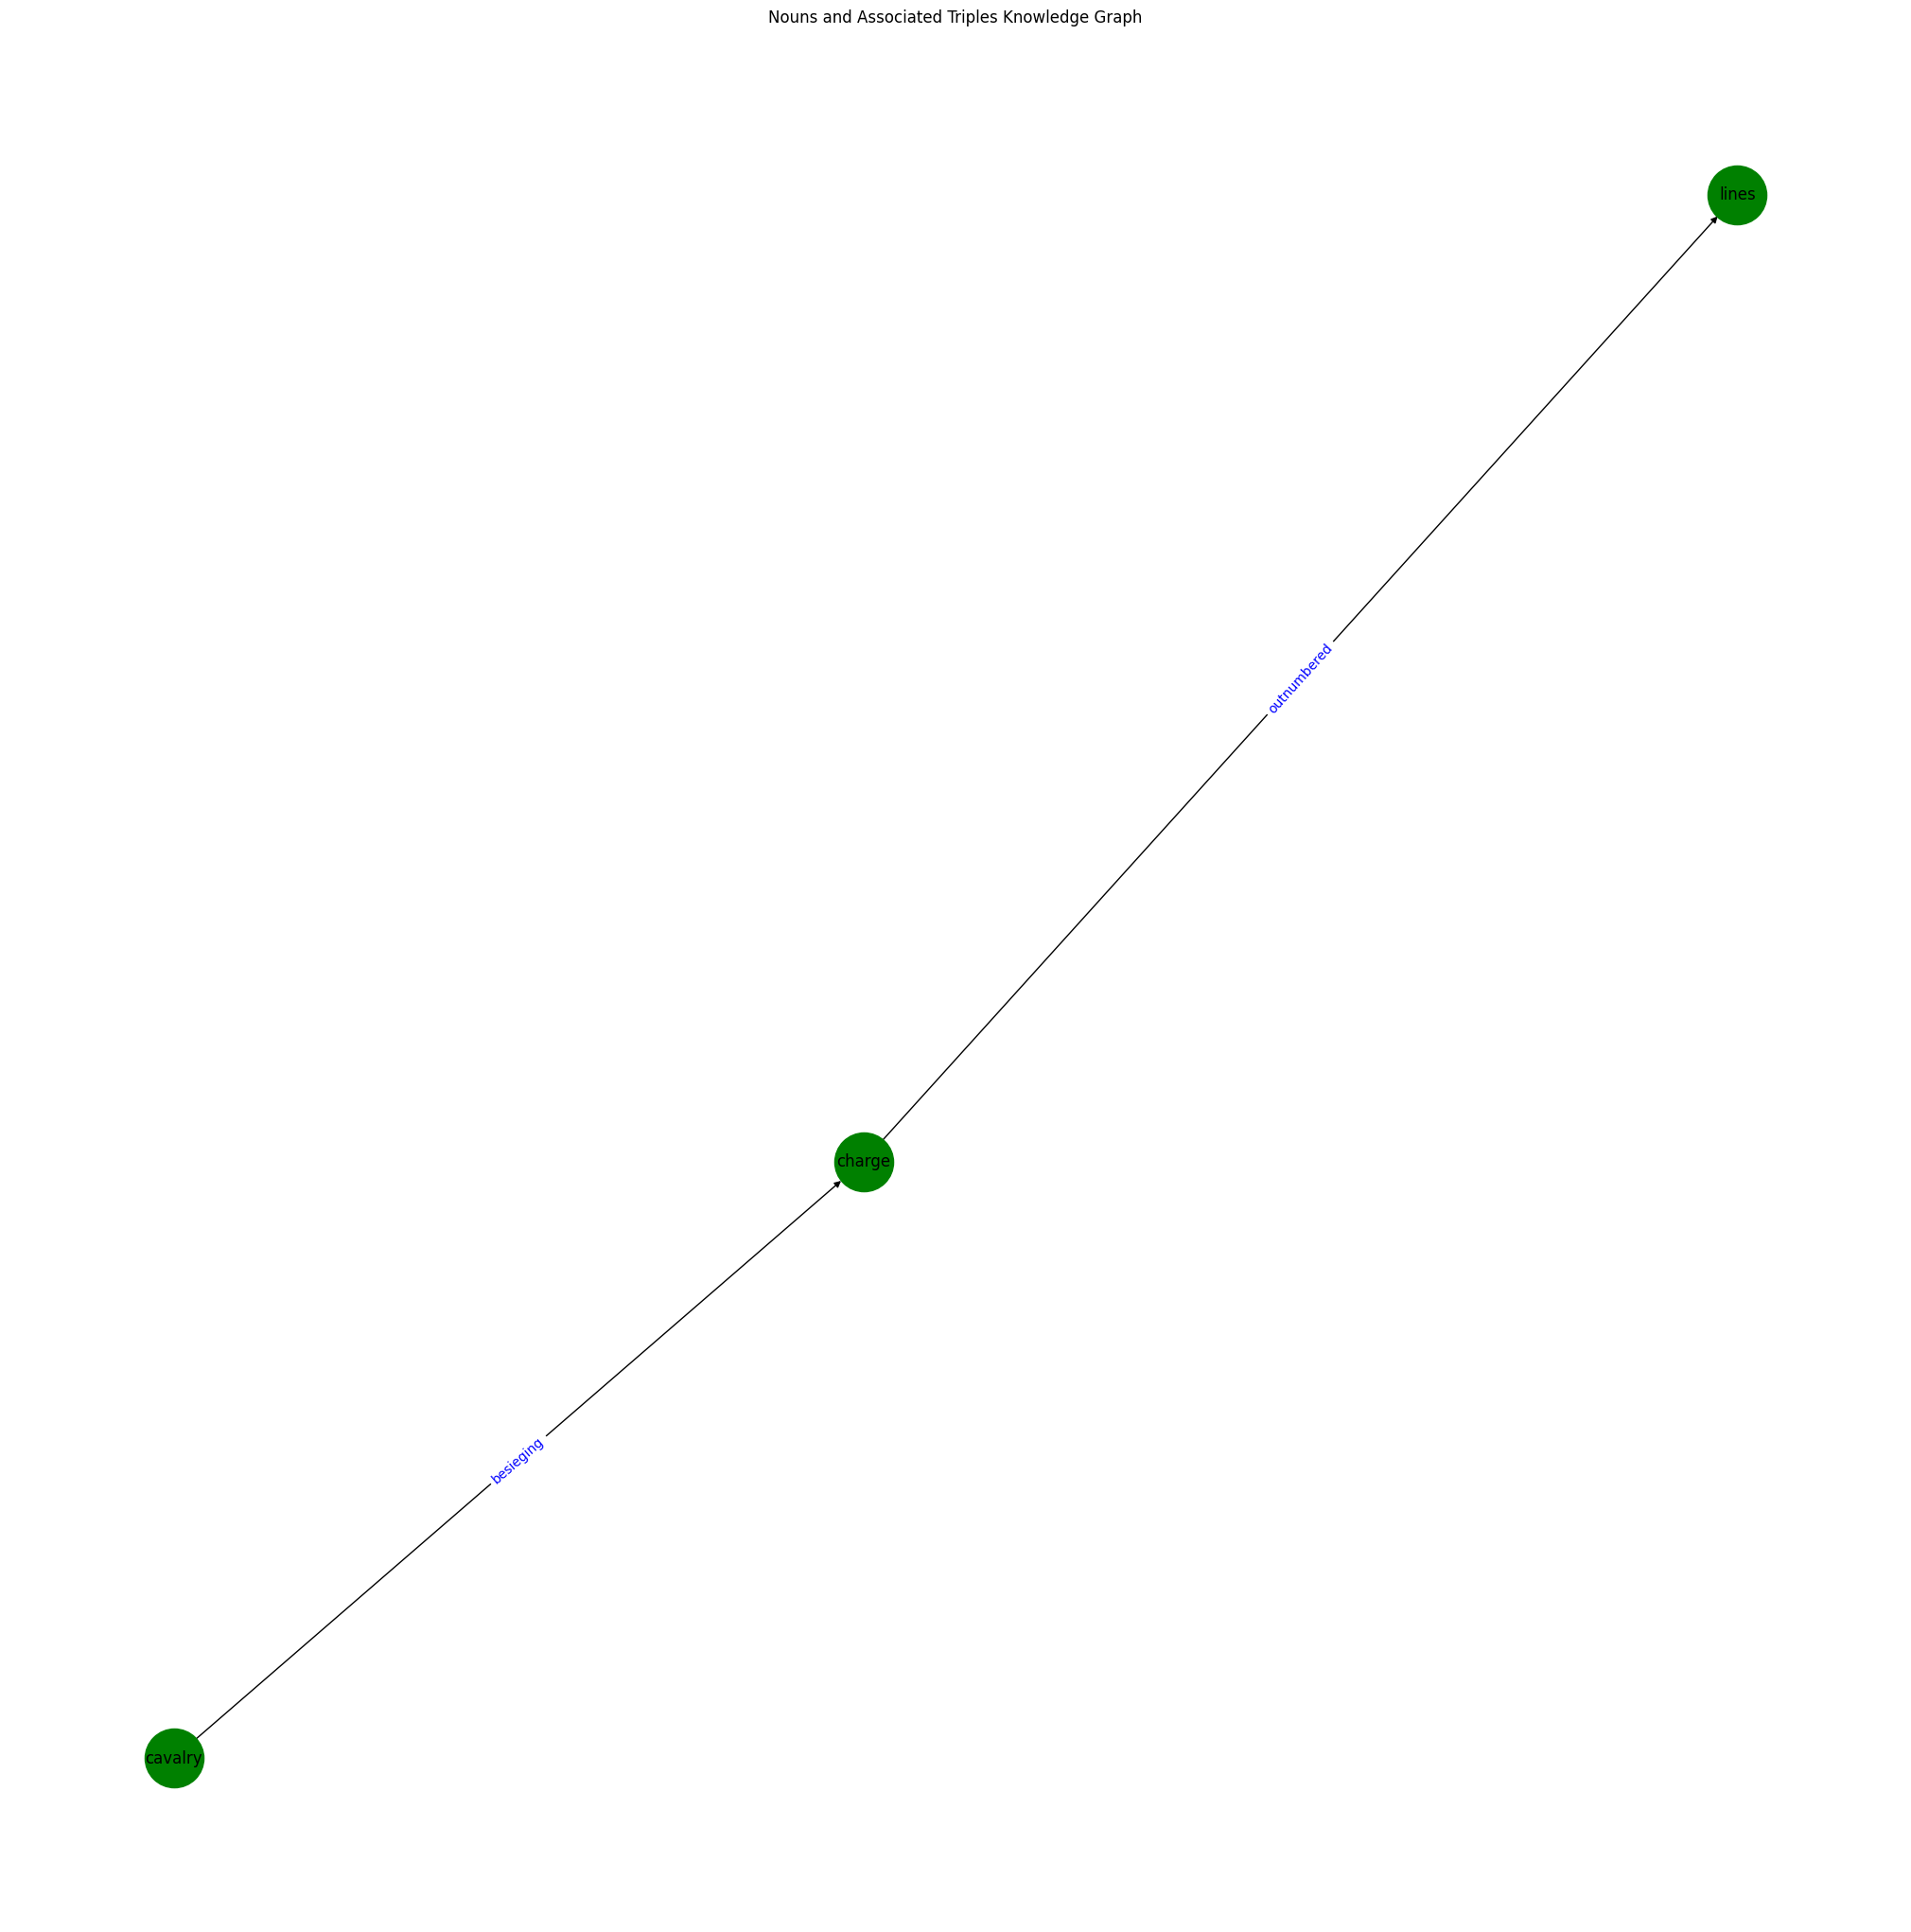 Nouns and Associated Triples Knowledge Graph
lines
outnumbered
charge
besieging
cavalry